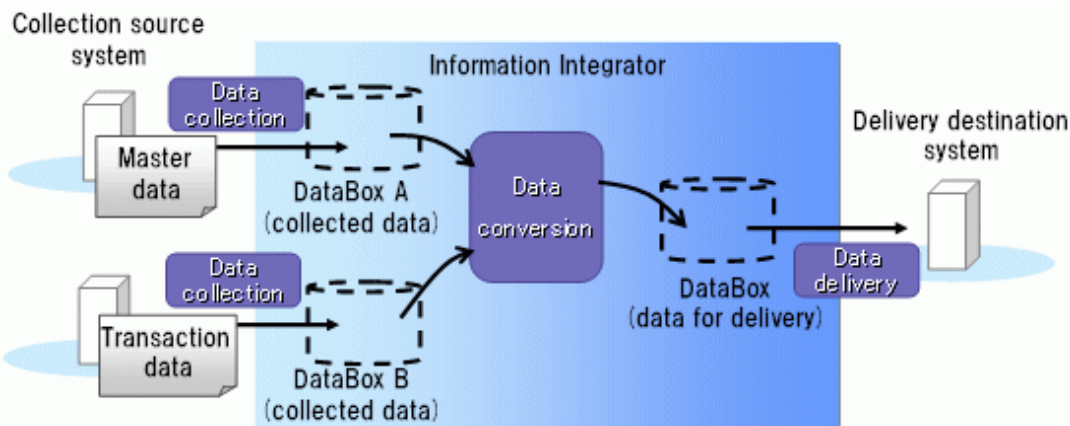 Collection source
system
Information Integrator
Data
collection
Master
data
DataBox A
(collected data)
Data
conversion
Delivery destination
system
Data
collection
Transaction
data
DataBox B
(collected data)
DataBox
(data for delivery)
Data
delivery